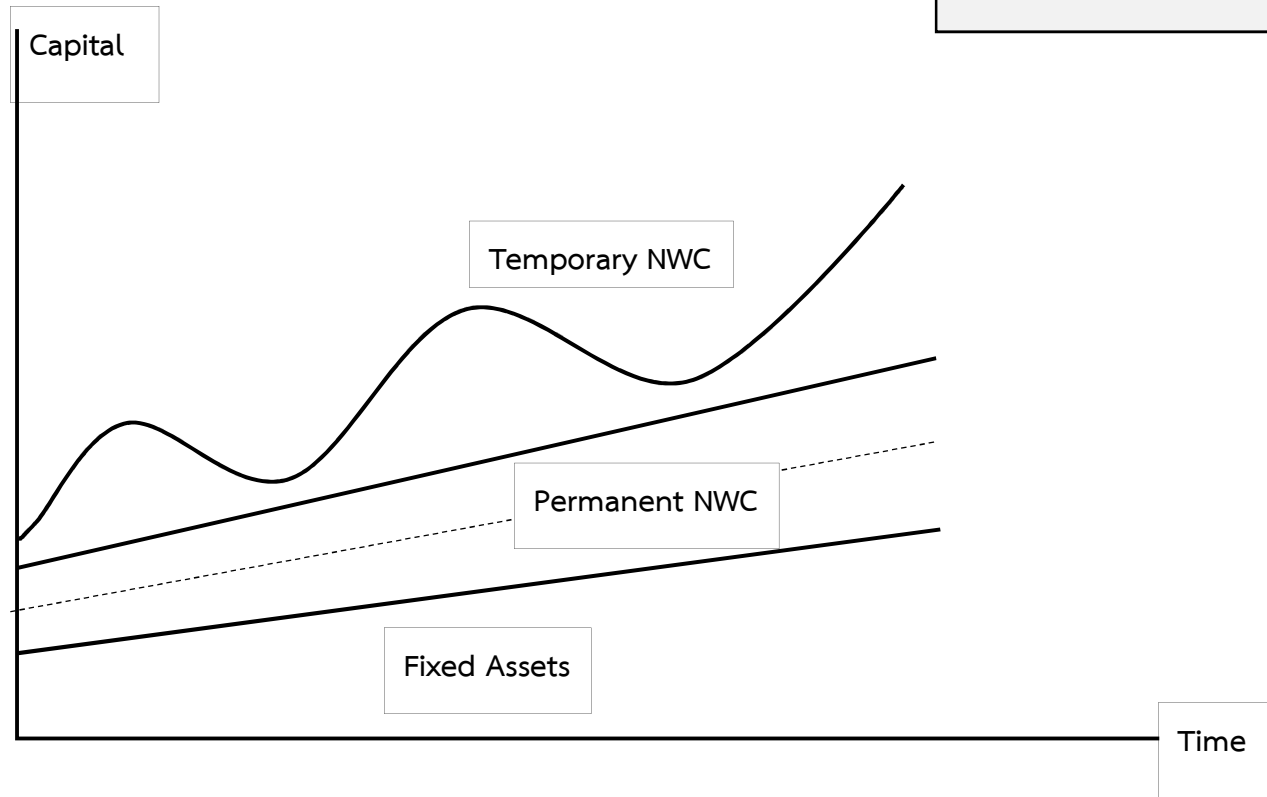 Capital
Temporary NWC
Permanent NWC
Fixed Assets
Time